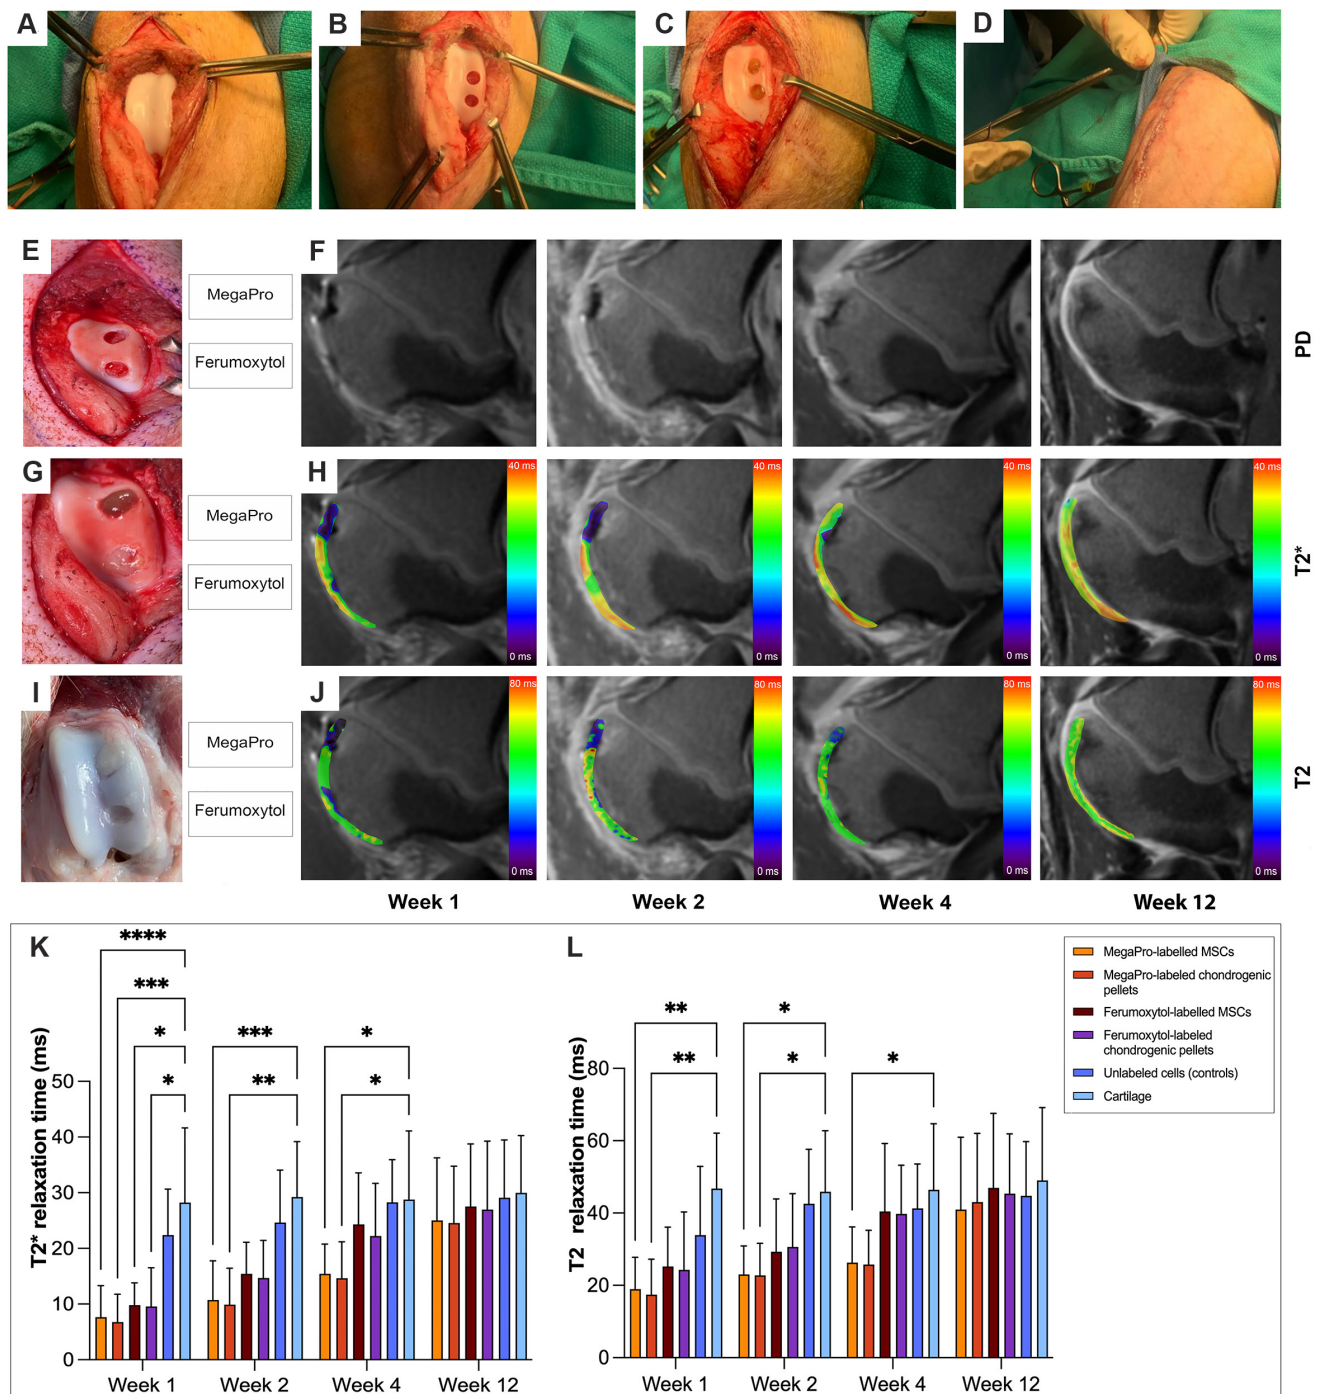 A
B
C
D
E
MegaPro
Ferumoxytol
F
PD
G
MegaPro
Ferumoxytol
H
40 ms
0 ms
40 ms
0 ms
40 ms
0 ms
40 ms
0 ms
T2*
I
MegaPro
Ferumoxytol
J
80 ms
0 ms
80 ms
0 ms
80 ms
0 ms
80 ms
0 ms
T2
Week 1
Week 2
Week 4
Week 12
K
T2* relaxation time (ms)
50
40
30
20
10
0
****
***
*
*
***
**
*
*
Week 1
Week 2
Week 4
Week 12
L
T2 relaxation time (ms)
80
60
40
20
0
**
**
*
*
*
Week 1
Week 2
Week 4
Week 12
MegaPro-labelled MSCs
MegaPro-labeled chondrogenic
pellets
Ferumoxytol-labelled MSCs
Ferumoxytol-labeled
chondrogenic pellets
Unlabeled cells (controls)
Cartilage